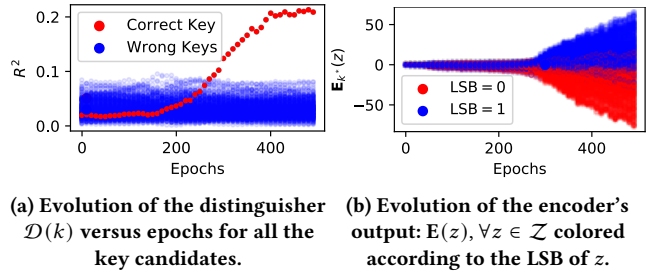 0.2
0.1
0.0
R²
Correct Key
Wrong Keys
0
200
400
Epochs
50
0
−50
E_{k*}(z)
LSB = 0
LSB = 1
0
200
400
Epochs
(a) Evolution of the distinguisher
𝒟(k) versus epochs for all the
key candidates.
(b) Evolution of the encoder's
output: E(z), ∀z ∈ 𝒵 colored
according to the LSB of z.